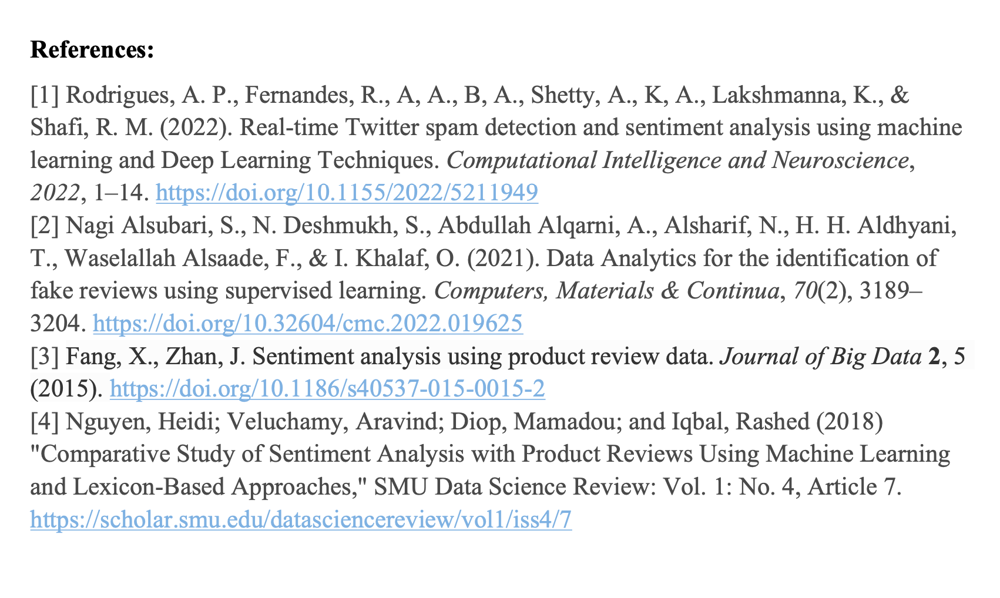 References:
[1] Rodrigues, A. P., Fernandes, R., A, A., B, A., Shetty, A., K, A., Lakshmanna, K., &
Shafi, R. M. (2022). Real-time Twitter spam detection and sentiment analysis using machine
learning and Deep Learning Techniques. Computational Intelligence and Neuroscience,
2022, 1–14. https://doi.org/10.1155/2022/5211949
[2] Nagi Alsubari, S., N. Deshmukh, S., Abdullah Alqarni, A., Alsharif, N., H. H. Aldhyani,
T., Waselallah Alsaade, F., & I. Khalaf, O. (2021). Data Analytics for the identification of
fake reviews using supervised learning. Computers, Materials & Continua, 70(2), 3189–
3204. https://doi.org/10.32604/cmc.2022.019625
[3] Fang, X., Zhan, J. Sentiment analysis using product review data. Journal of Big Data 2, 5
(2015). https://doi.org/10.1186/s40537-015-0015-2
[4] Nguyen, Heidi; Veluchamy, Aravind; Diop, Mamadou; and Iqbal, Rashed (2018)
"Comparative Study of Sentiment Analysis with Product Reviews Using Machine Learning
and Lexicon-Based Approaches," SMU Data Science Review: Vol. 1: No. 4, Article 7.
https://scholar.smu.edu/datasciencereview/vol1/iss4/7